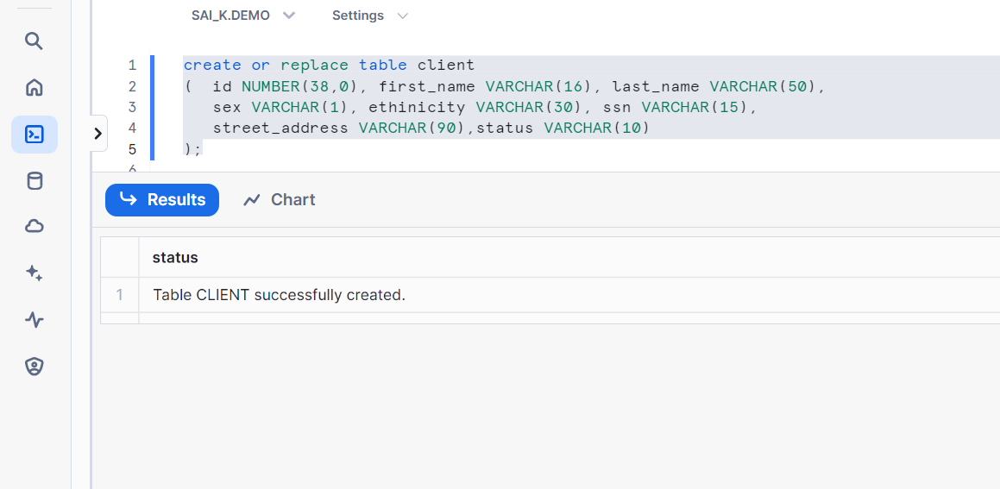 SAI_K.DEMO Settings
1 create or replace table client
2 (  id NUMBER(38,0), first_name VARCHAR(16), last_name VARCHAR(50),
3    sex VARCHAR(1), ethinicity VARCHAR(30), ssn VARCHAR(15),
4    street_address VARCHAR(90),status VARCHAR(10)
5 );
6
Results Chart
status
1 Table CLIENT successfully created.